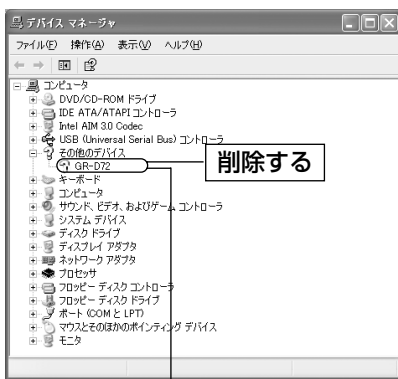 デバイス マネージャ
ファイル(F) 操作(A) 表示(V) ヘルプ(H)
コンピュータ
DVD/CD-ROM ドライブ
IDE ATA/ATAPI コントローラ
Intel AIM 3.0 Codec
USB (Universal Serial Bus) コントローラ
その他のデバイス
GR-D72
削除する
キーボード
コンピュータ
サウンド、ビデオ、およびゲーム コントローラ
システム デバイス
ディスク ドライブ
ディスプレイ アダプタ
ネットワーク アダプタ
プロセッサ
フロッピー ディスク コントローラ
フロッピー ディスク ドライブ
ポート (COM と LPT)
マウスとそのほかのポインティング デバイス
モニタ